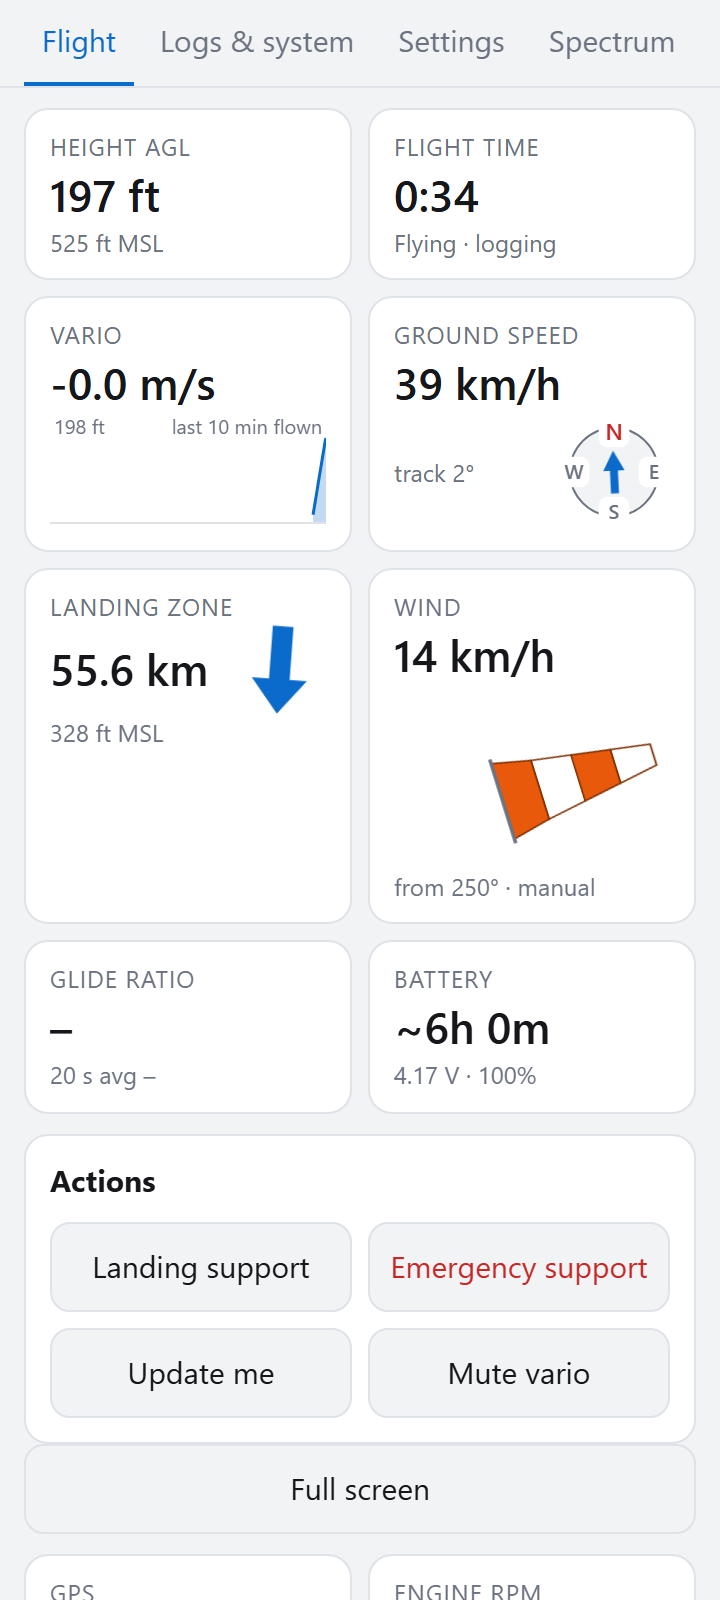 Flight Logs & system Settings Spectrum
HEIGHT AGL
197 ft
525 ft MSL
FLIGHT TIME
0:34
Flying · logging
VARIO
-0.0 m/s
198 ft last 10 min flown
GROUND SPEED
39 km/h
track 2°
N
W E
S
LANDING ZONE
55.6 km
328 ft MSL
WIND
14 km/h
from 250° · manual
GLIDE RATIO
–
20 s avg –
BATTERY
~6h 0m
4.17 V · 100%
Actions
Landing support
Emergency support
Update me
Mute vario
Full screen
GPS
ENGINE RPM